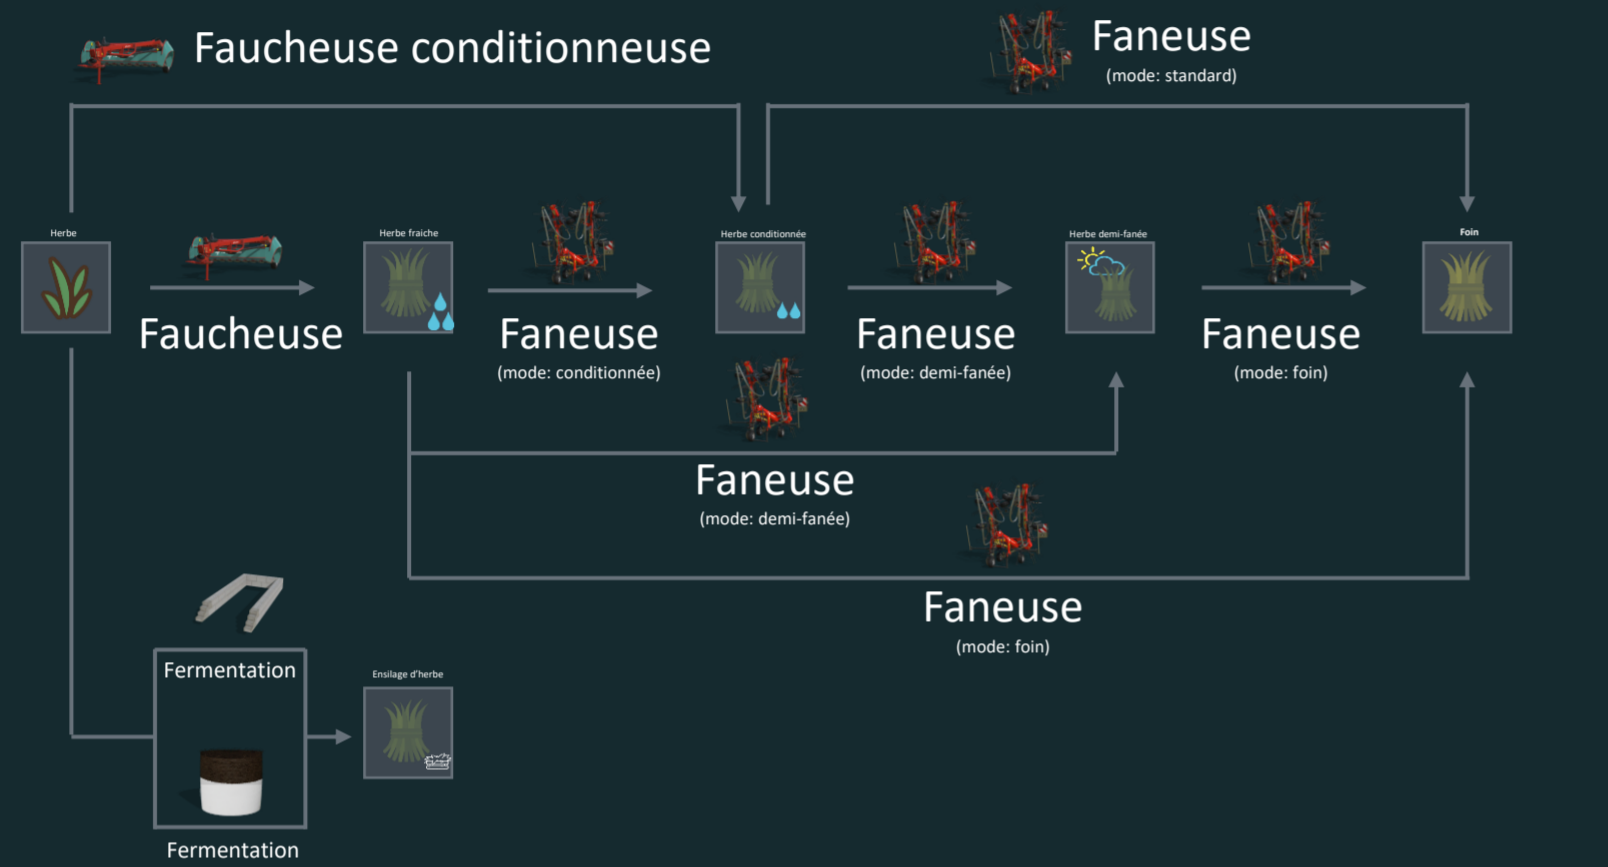 Faucheuse conditionneuse
Faneuse
(mode: standard)
Herbe
Herbe fraiche
Herbe conditionnée
Herbe demi-fanée
Foin
Faucheuse
Faneuse
(mode: conditionnée)
Faneuse
(mode: demi-fanée)
Faneuse
(mode: foin)
Faneuse
(mode: demi-fanée)
Faneuse
(mode: foin)
Fermentation
Ensilage d'herbe
Fermentation